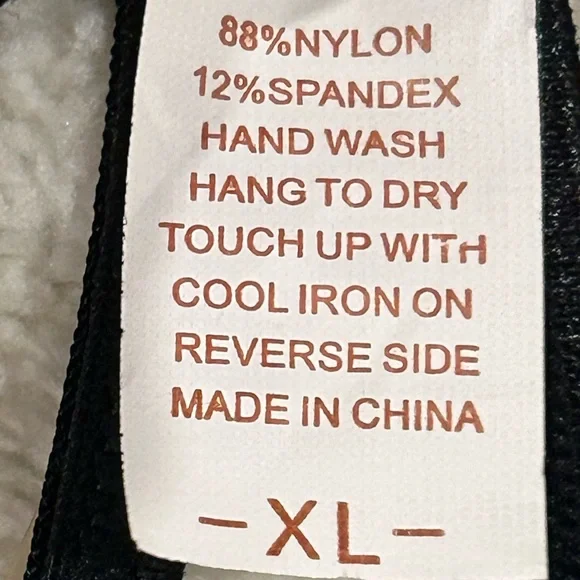 88%NYLON
12%SPANDEX
HAND WASH
HANG TO DRY
TOUCH UP WITH
COOL IRON ON
REVERSE SIDE
MADE IN CHINA
-XL-